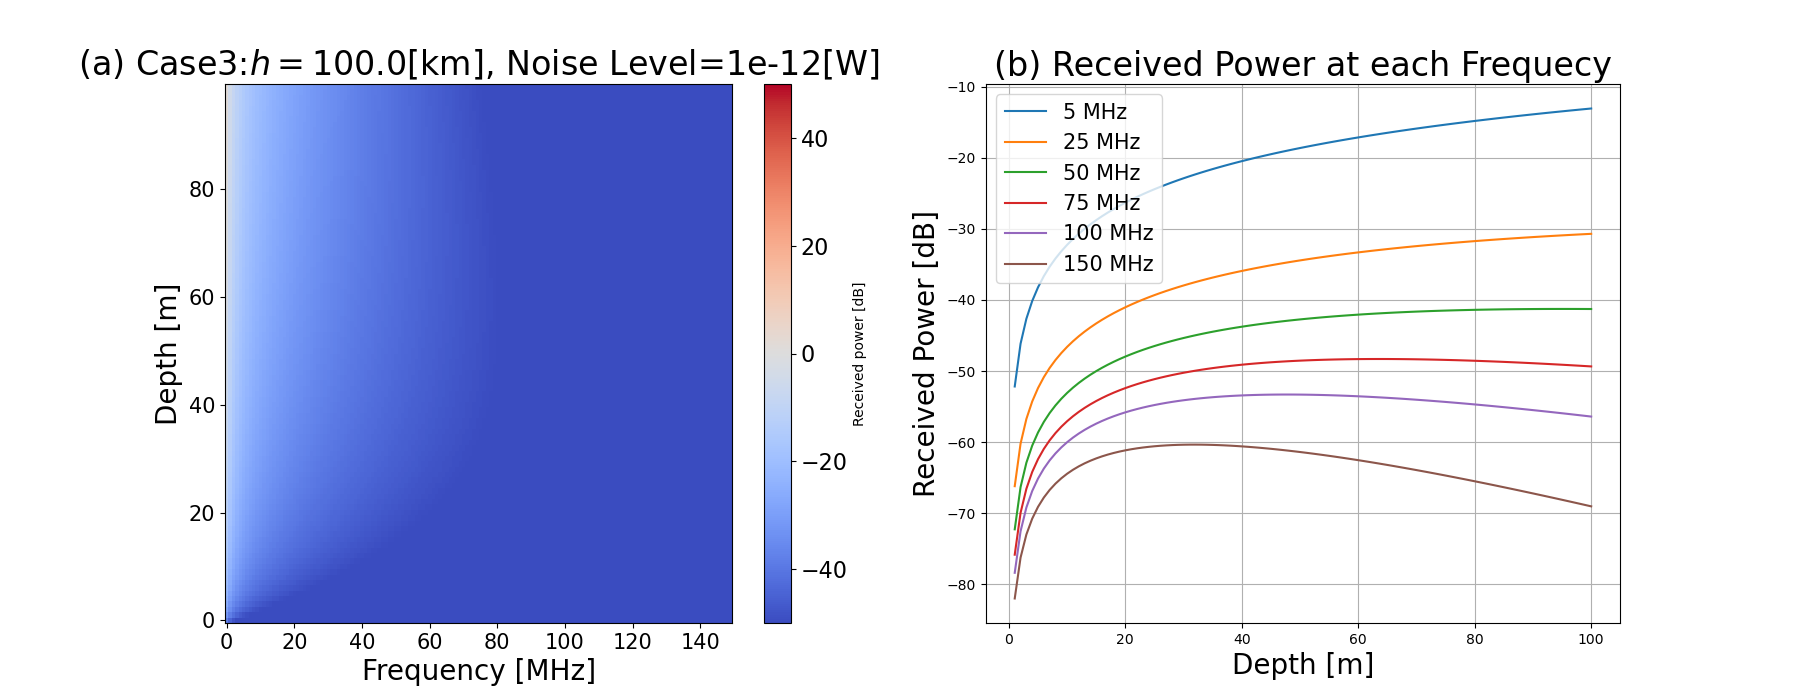 (a) Case3:h = 100.0[km], Noise Level=1e-12[W]
Depth [m]
80
60
40
20
0
0 20 40 60 80 100 120 140
Frequency [MHz]
40
20
0
−20
−40
Received power [dB]
(b) Received Power at each Frequecy
Received Power [dB]
−10
−20
−30
−40
−50
−60
−70
−80
5 MHz
25 MHz
50 MHz
75 MHz
100 MHz
150 MHz
0 20 40 60 80 100
Depth [m]